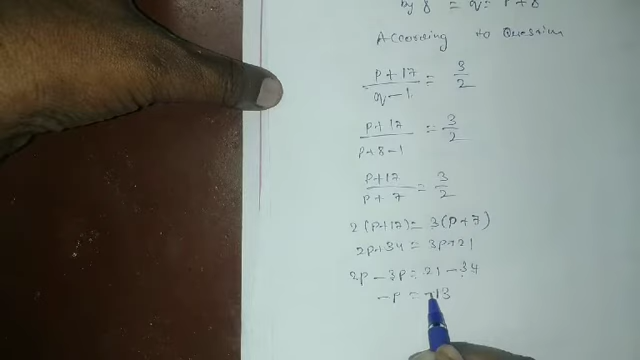 by 8 = q = P + 8
According to Question
P + 17 / q - 1 = 3 / 2
P + 17 / P + 8 - 1 = 3 / 2
P + 17 / P + 7 = 3 / 2
2 (P + 17) = 3 (P + 7)
2P + 34 = 3P + 21
2P - 3P = 21 - 34
- P = - 13